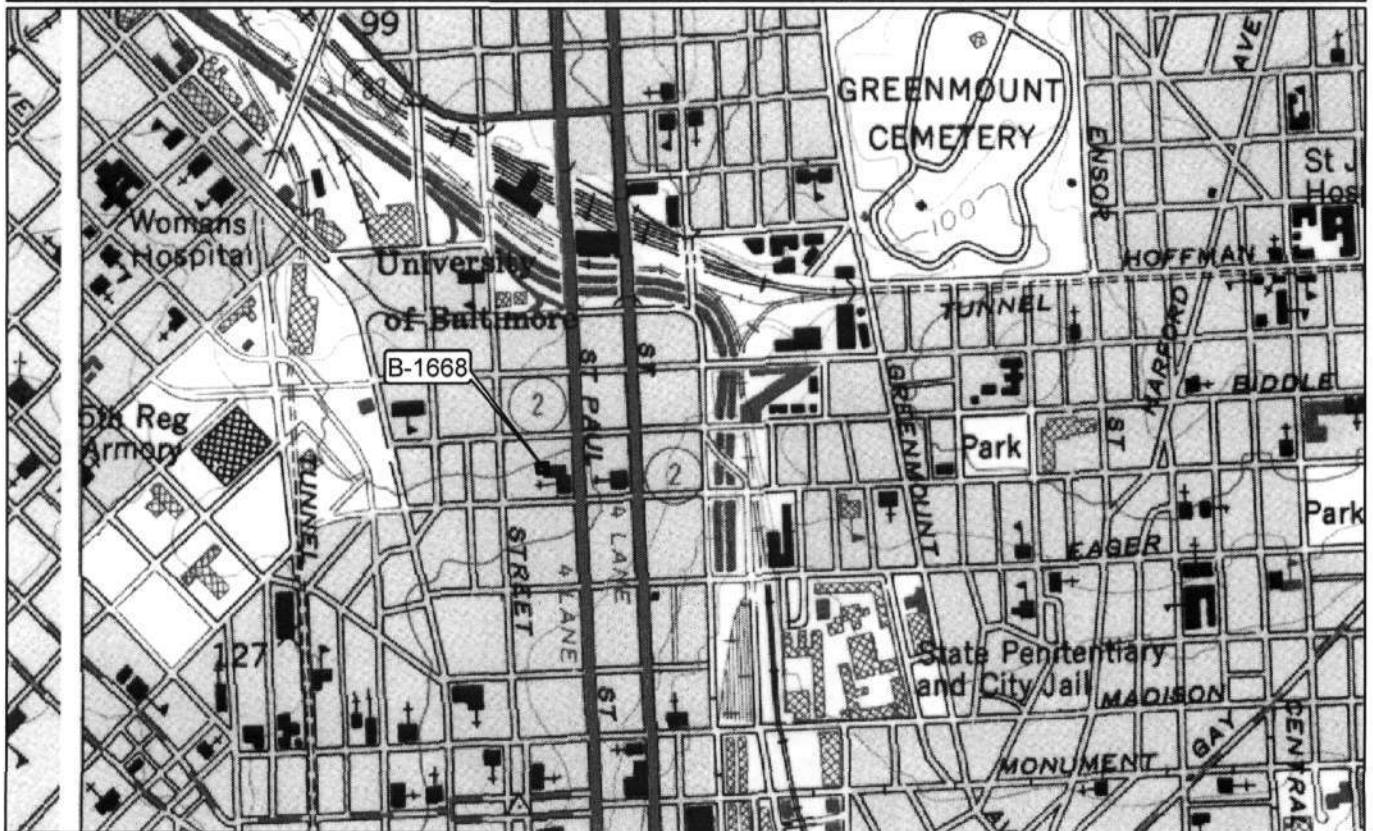 99
GREENMOUNT
CEMETERY
AVE
ENSOR
St J
Hos
100
Womans
Hospital
HOFFMAN
University
of Baltimore
TUNNEL
HARFORD
B-1668
ST PAUL
ST
2
GREENMOUNT
BIDDLE
5th Reg
Armory
Park
ST
TUNNEL
2
Park
STREET
4 LANE
4 LANE
EAGER
127
State Penitentiary
and City Jail
MADISON
ST
GAY
CENTRAL
MONUMENT